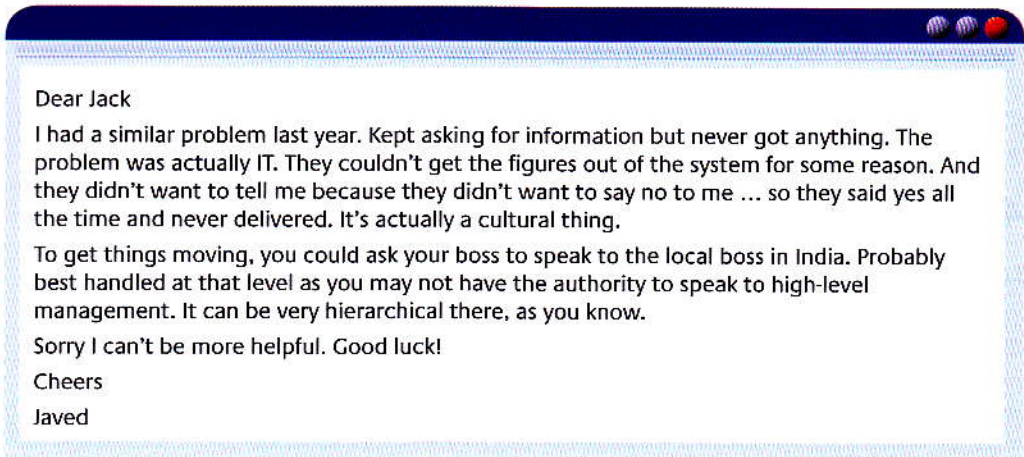 Dear Jack
I had a similar problem last year. Kept asking for information but never got anything. The
problem was actually IT. They couldn't get the figures out of the system for some reason. And
they didn't want to tell me because they didn't want to say no to me ... so they said yes all
the time and never delivered. It's actually a cultural thing.
To get things moving, you could ask your boss to speak to the local boss in India. Probably
best handled at that level as you may not have the authority to speak to high-level
management. It can be very hierarchical there, as you know.
Sorry I can't be more helpful. Good luck!
Cheers
Javed